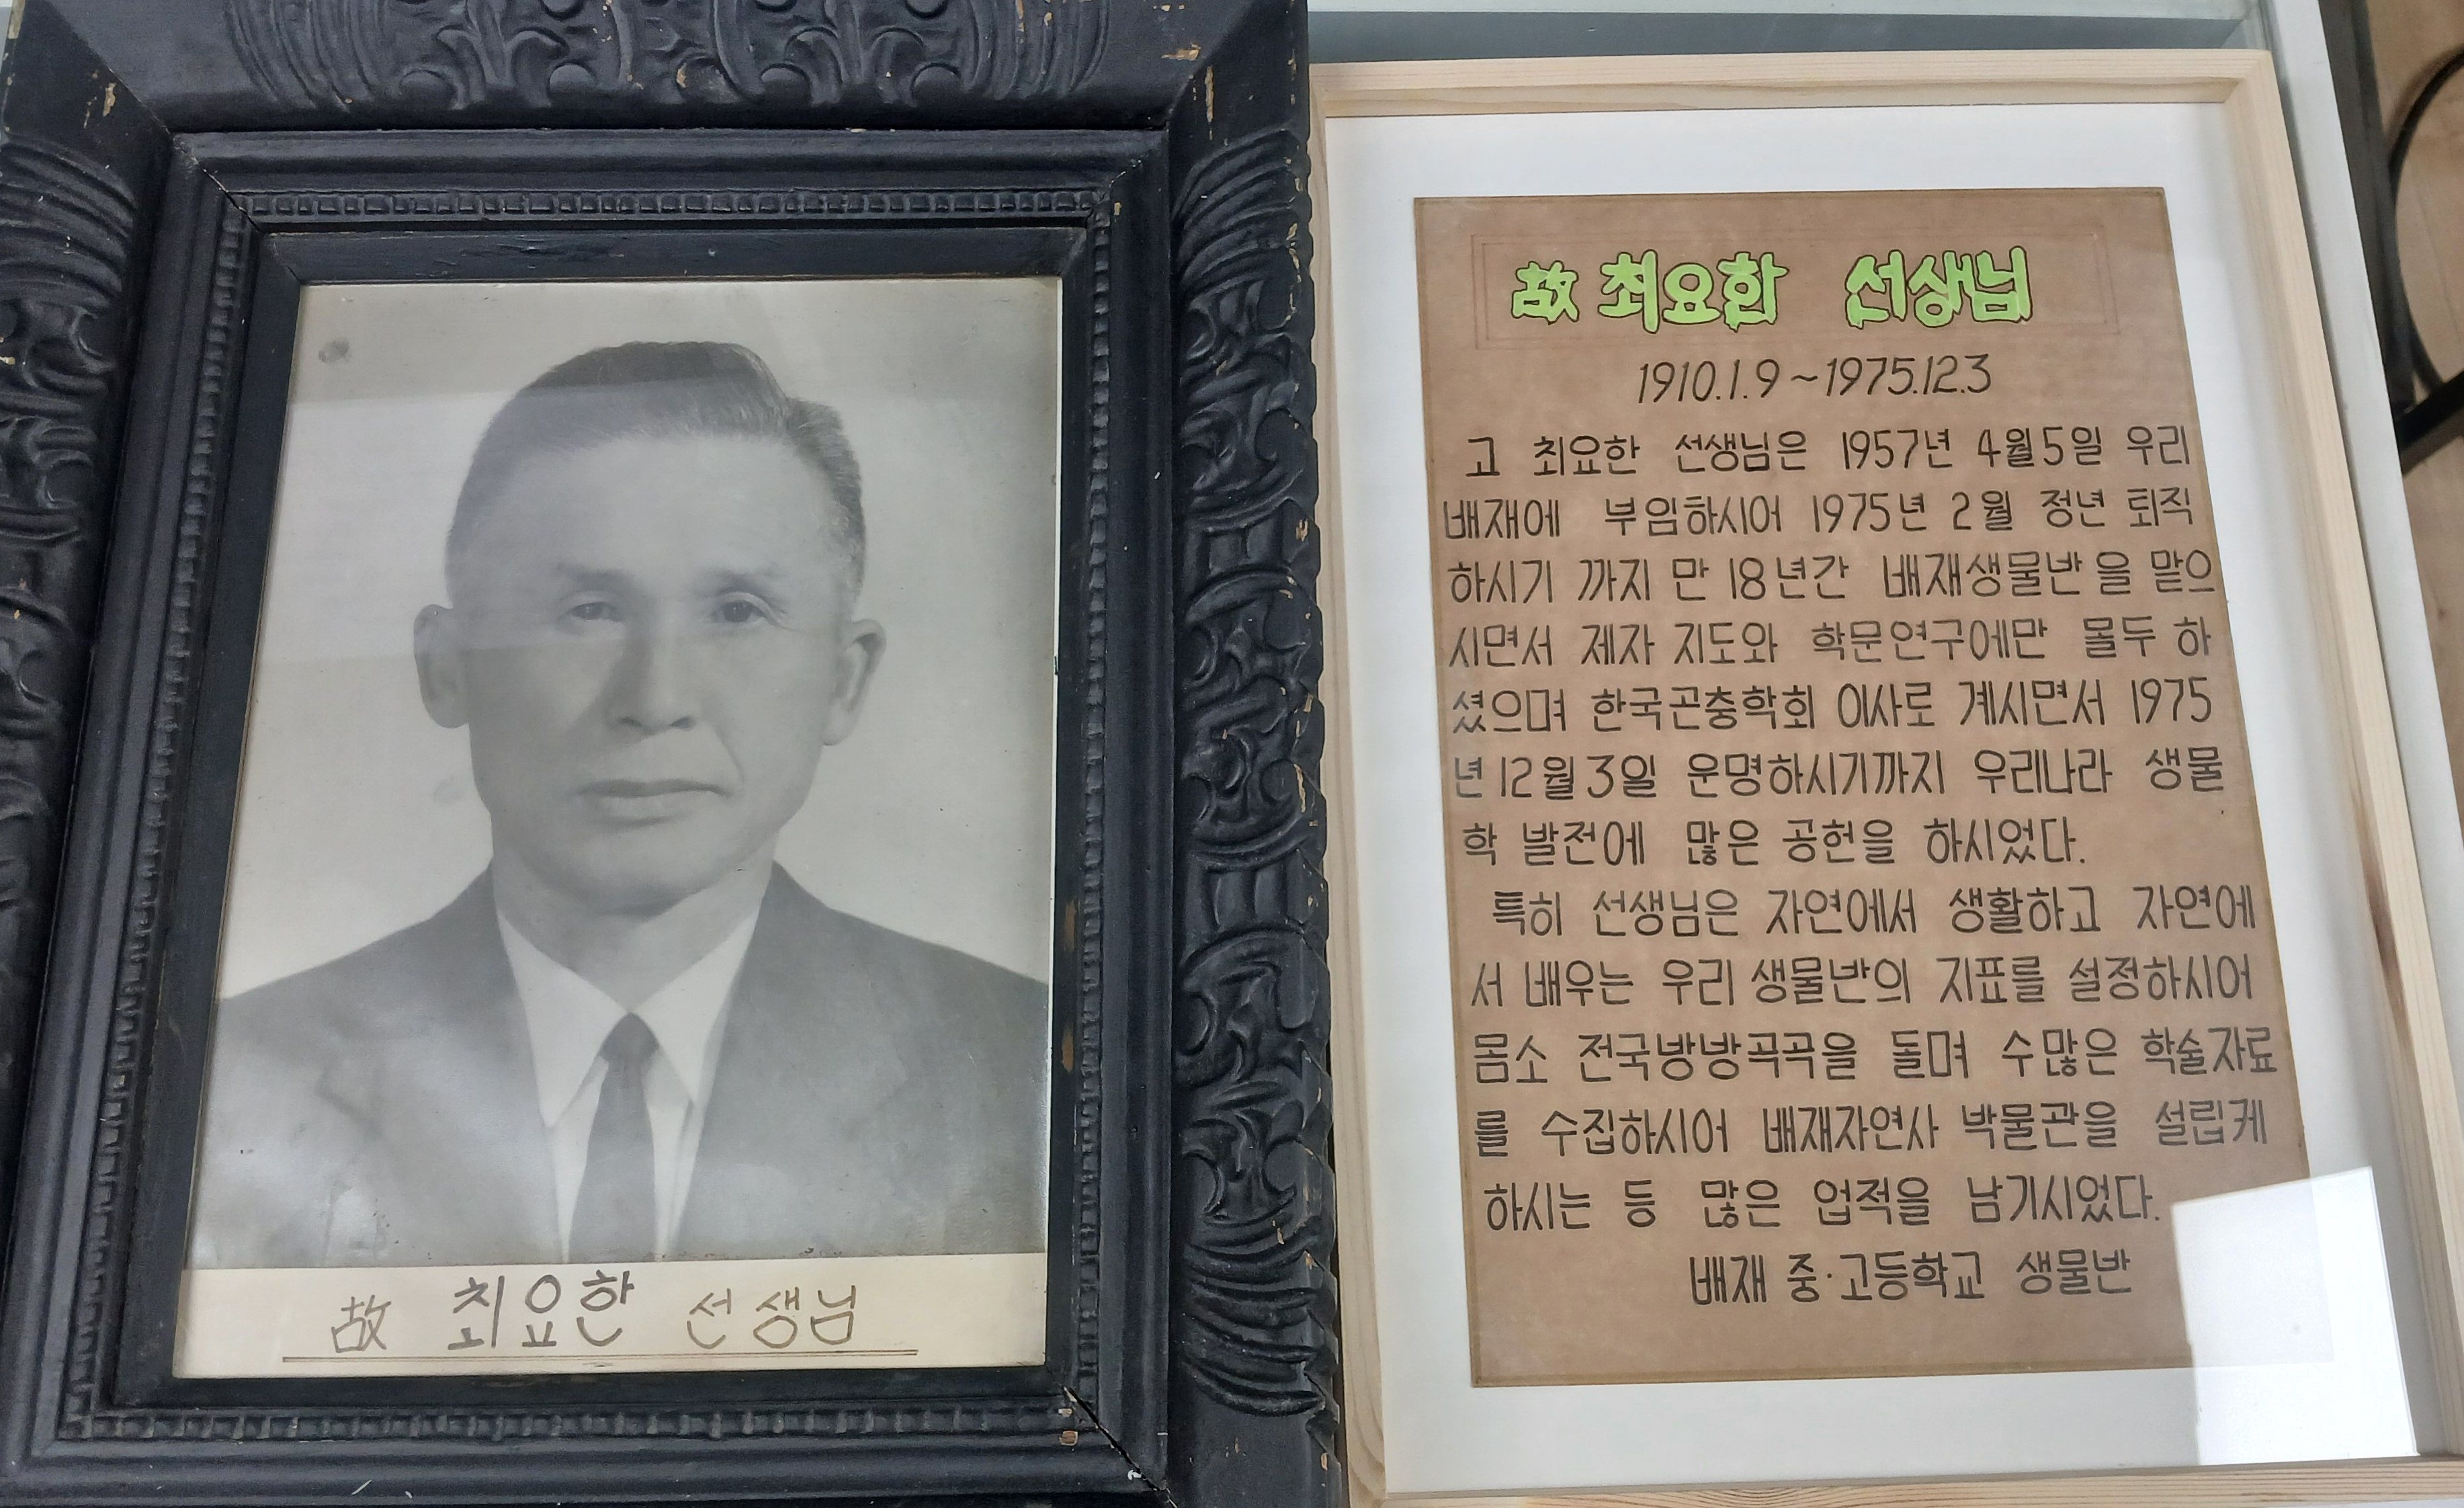 故 최요한 선생님
故 최요한 선상님
1910.1.9~1975.12.3
고 최요한 선생님은 1957년 4월5일 우리
배재에 부임하시어 1975년 2월 정년 퇴직
하시기 까지 만 18년간 배재생물반을 맡으
시면서 제자 지도와 학문연구에만 몰두 하
셨으며 한국곤충학회 이사로 계시면서 1975
년 12월 3일 운명하시기까지 우리나라 생물
학 발전에 많은 공헌을 하시었다.
특히 선생님은 자연에서 생활하고 자연에
서 배우는 우리 생물반의 지표를 설정하시어
몸소 전국방방곡곡을 돌며 수많은 학술자료
를 수집하시어 배재자연사 박물관을 설립케
하시는 등 많은 업적을 남기시었다.
배재 중·고등학교 생물반